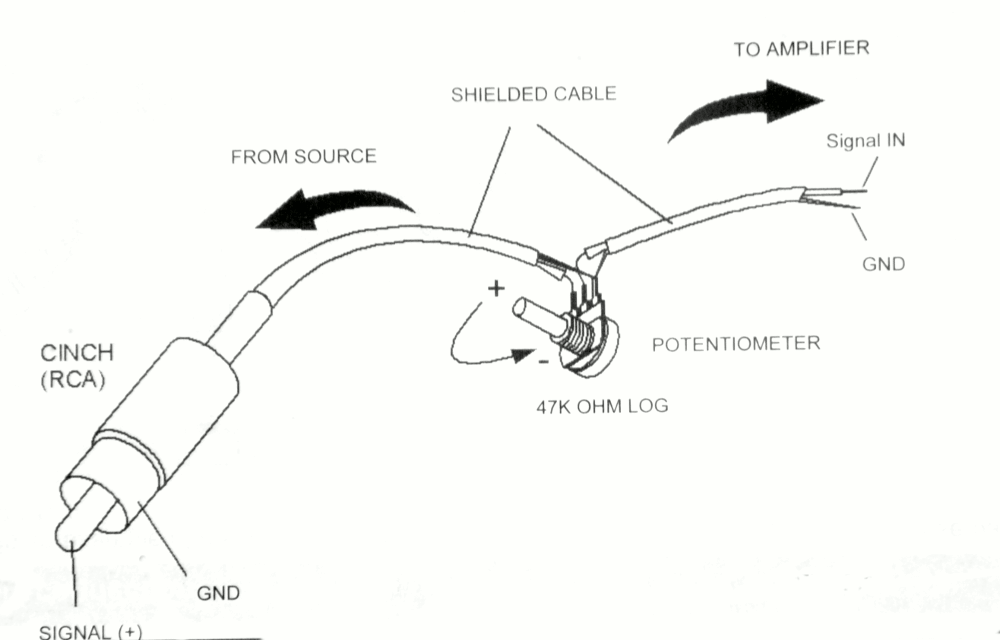 TO AMPLIFIER
SHIELDED CABLE
Signal IN
FROM SOURCE
GND
+
-
POTENTIOMETER
CINCH
(RCA)
47K OHM LOG
GND
SIGNAL (+)